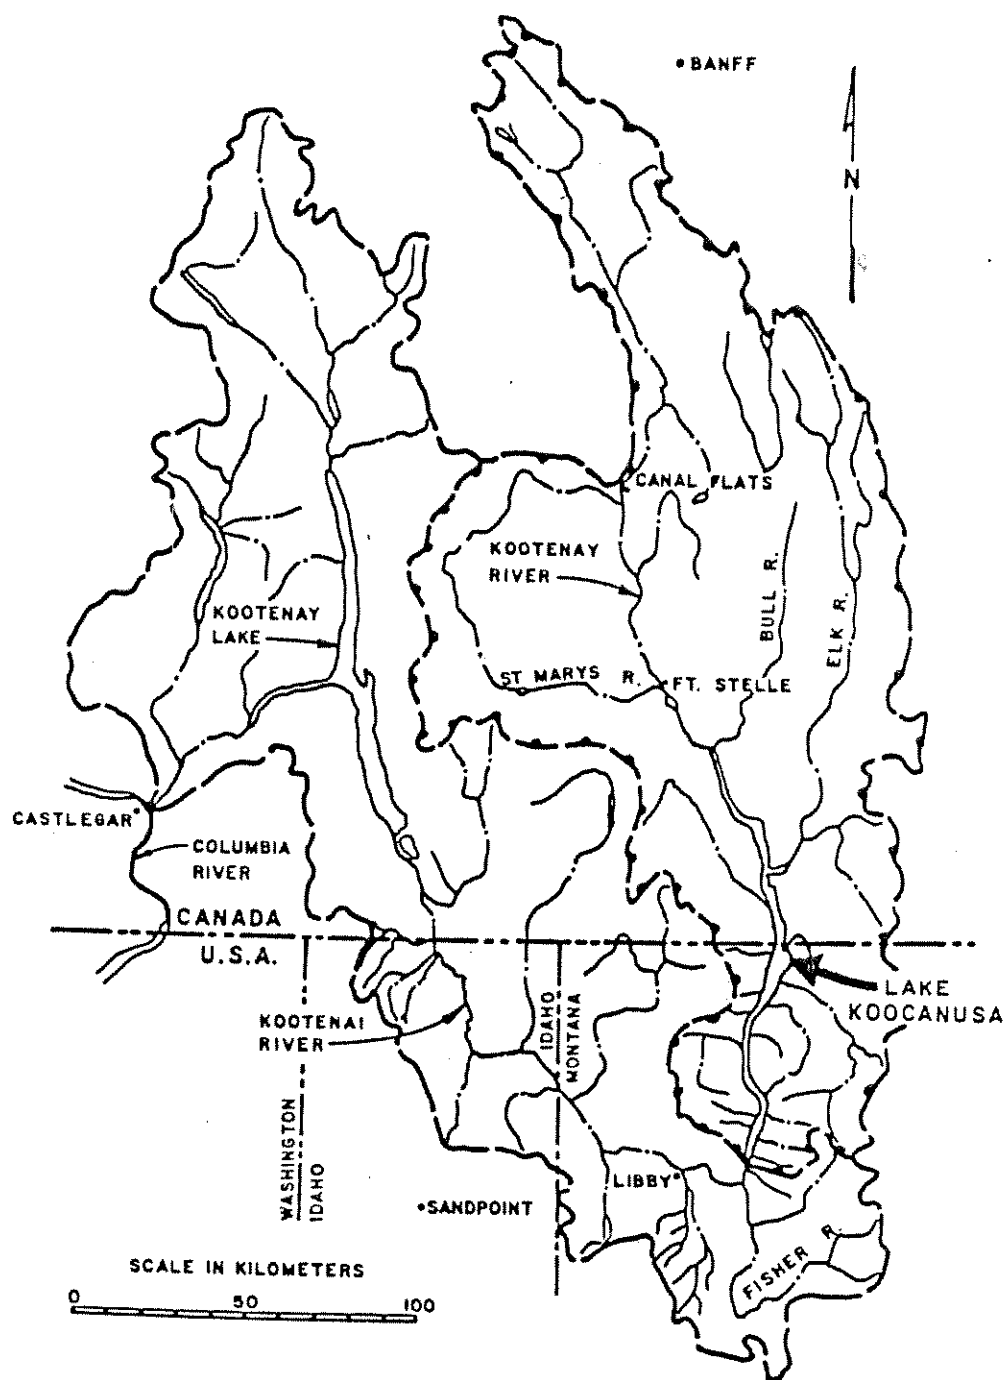 BANFF
N
CANAL FLATS
KOOTENAY
RIVER
BULL R.
ELK R.
KOOTENAY
LAKE
ST MARYS R.
FT. STELLE
CASTLEGAR
COLUMBIA
RIVER
CANADA
U.S.A.
LAKE
KOOCANUSA
KOOTENAI
RIVER
IDAHO
MONTANA
WASHINGTON
IDAHO
LIBBY
SANDPOINT
FISHER R.
SCALE IN KILOMETERS
0 50 100